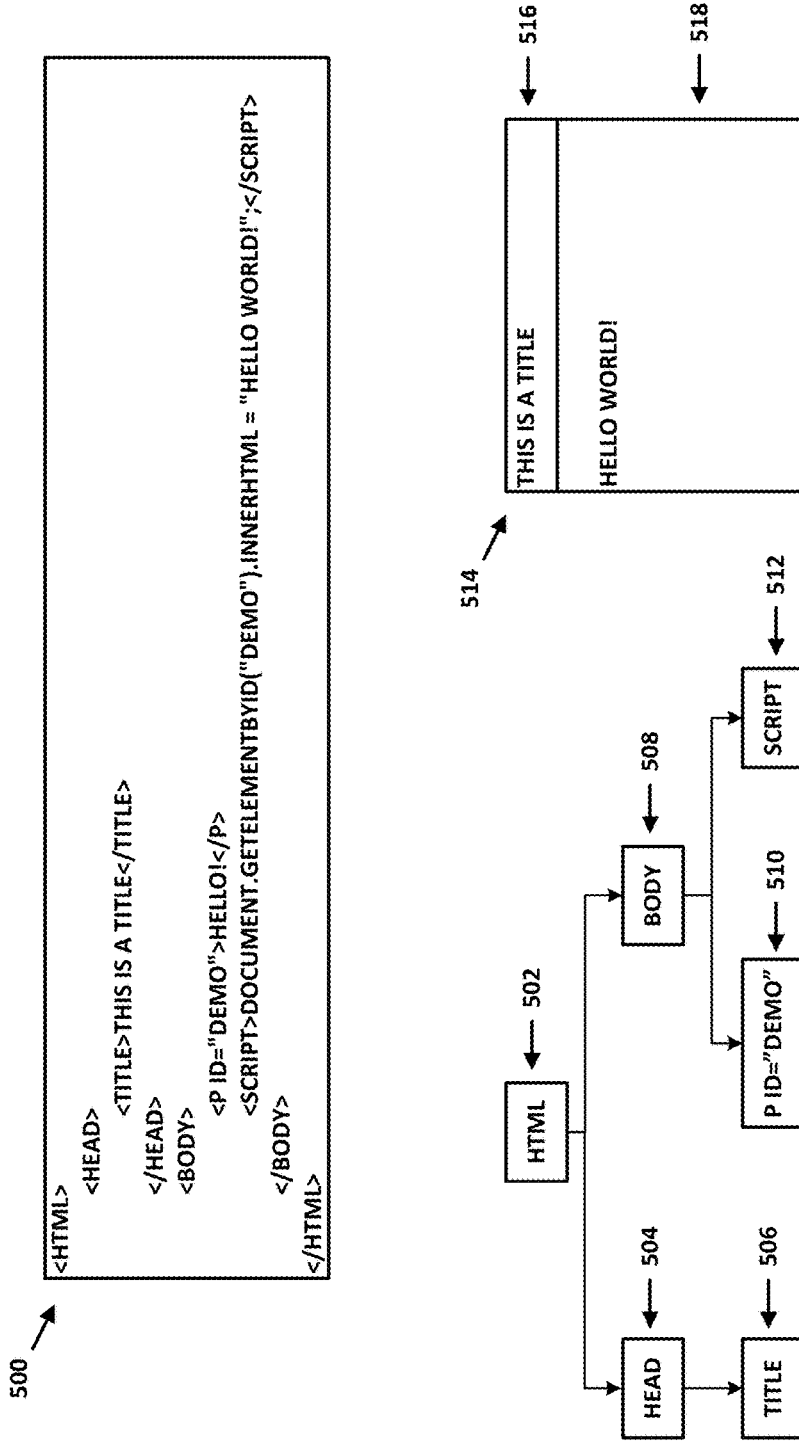 500
<HTML>
<HEAD>
<TITLE>THIS IS A TITLE</TITLE>
</HEAD>
<BODY>
<P ID="DEMO">HELLO!</P>
<SCRIPT>DOCUMENT.GETELEMENTBYID("DEMO").INNERHTML = "HELLO WORLD!";</SCRIPT>
</BODY>
</HTML>
HTML
502
HEAD
504
BODY
508
TITLE
506
P ID="DEMO"
510
SCRIPT
512
514
THIS IS A TITLE
516
HELLO WORLD!
518